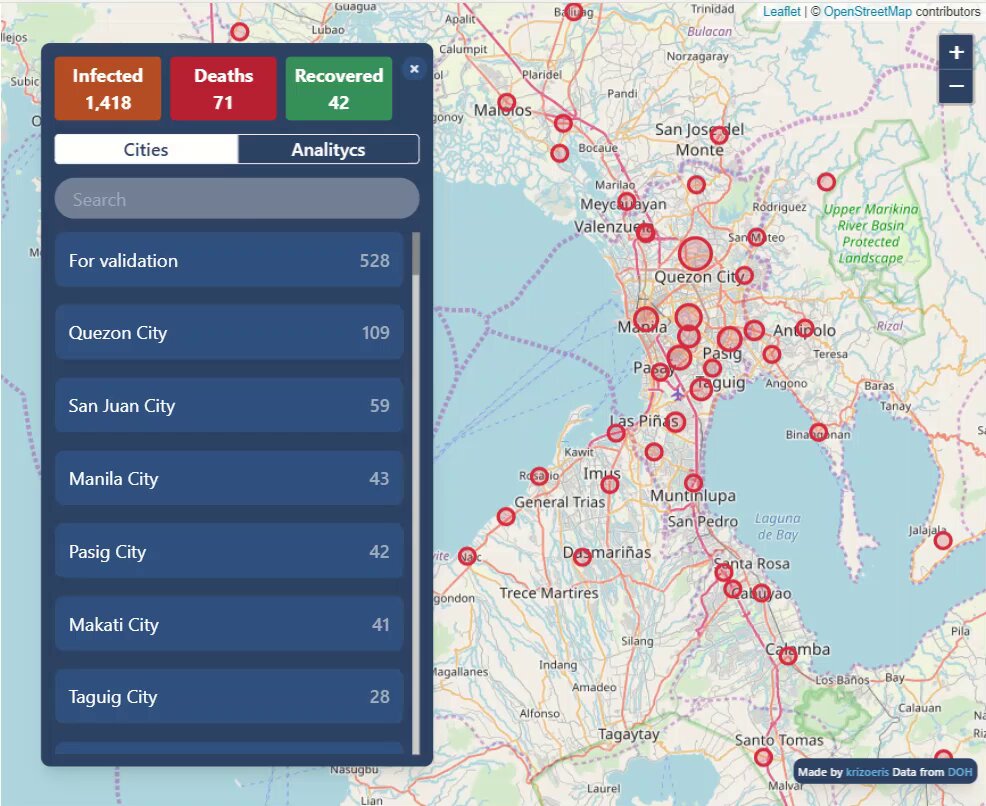 Leaflet | © OpenStreetMap contributors
+
−
Infected
1,418
Deaths
71
Recovered
42
×
Cities
Analitycs
Search
For validation 528
Quezon City 109
San Juan City 59
Manila City 43
Pasig City 42
Makati City 41
Taguig City 28
Guagua
Lubao
Apalit
Baliuag
Trinidad
Bulacan
Calumpit
Norzagaray
Subic
Plaridel
Pandi
Malolos
San Jose del
Monte
Bocaue
Marilao
Meycauayan
Rodriguez
Upper Marikina
River Basin
Protected
Landscape
Valenzuela
San Mateo
Quezon City
Manila
Antipolo
Rizal
Pasig
Teresa
Pasay
Taguig
Angono
Baras
Tanay
Las Piñas
Binangonan
Kawit
Rosario
Imus
General Trias
Muntinlupa
San Pedro
Laguna
de Bay
Jalajala
Naic
Dasmariñas
Santa Rosa
Trece Martires
Cabuyao
Silang
Pila
Calamba
Magallanes
Indang
Los Baños
Bay
Amadeo
Calauan
Alfonso
Tagaytay
Santo Tomas
Nasugbu
Lian
Laurel
Malvar
Made by krizoeris Data from DOH